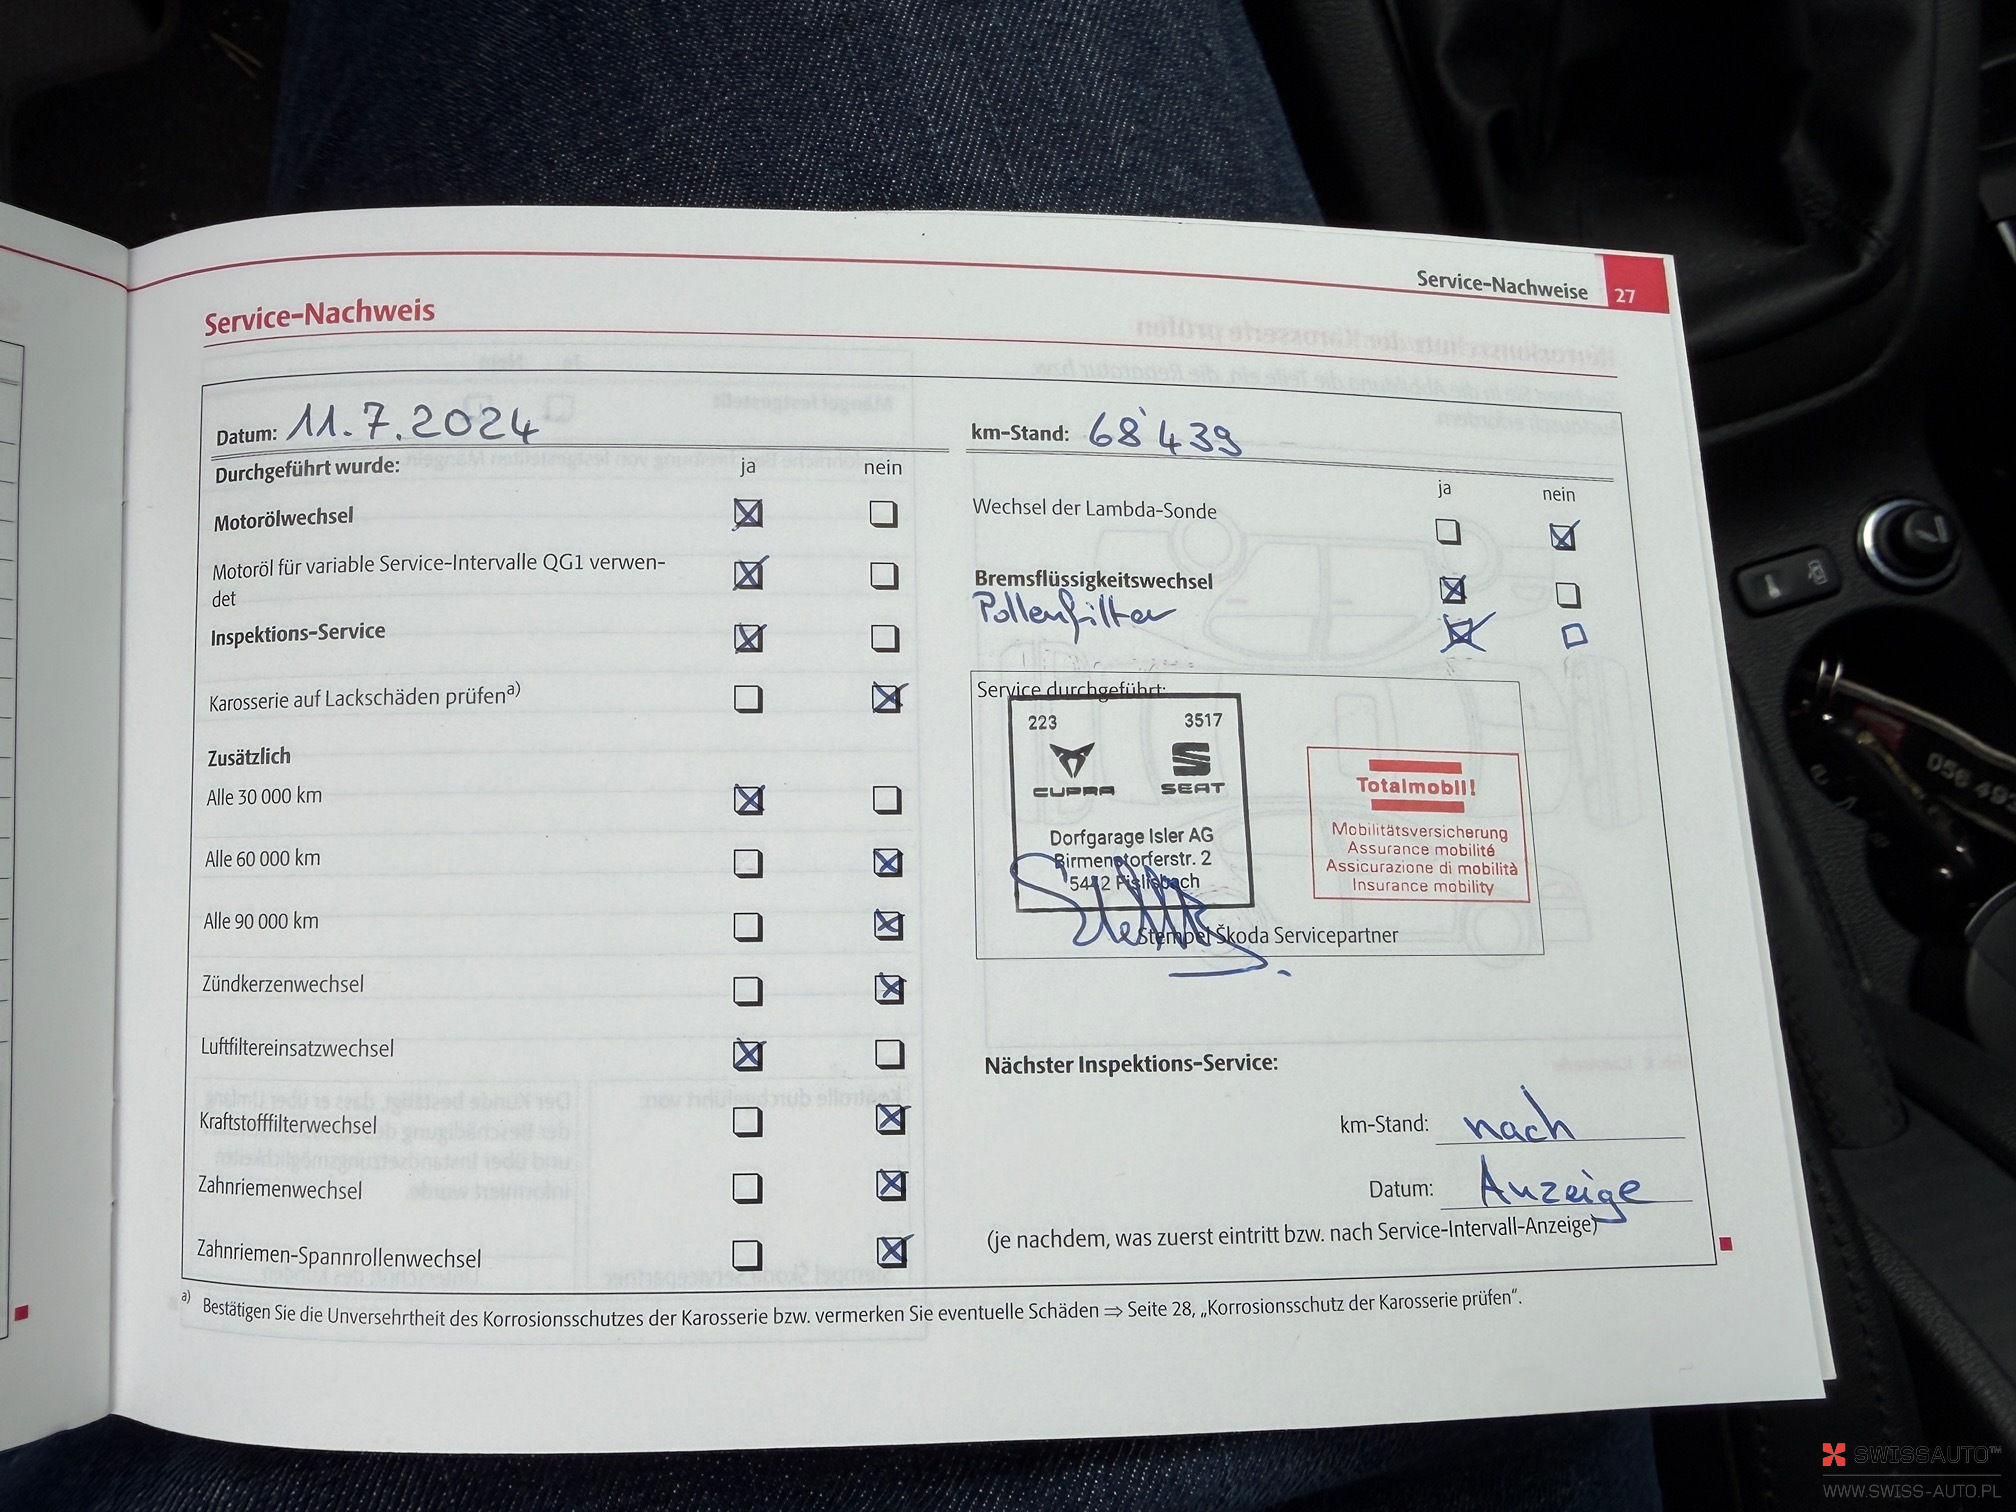 Service-Nachweise 27
Service-Nachweis
Datum: 11.7.2024
Durchgeführt wurde: ja nein
Motorölwechsel
Motoröl für variable Service-Intervalle QG1 verwen-
det
Inspektions-Service
Karosserie auf Lackschäden prüfen a)
Zusätzlich
Alle 30 000 km
Alle 60 000 km
Alle 90 000 km
Zündkerzenwechsel
Luftfiltereinsatzwechsel
Kraftstofffilterwechsel
Zahnriemenwechsel
Zahnriemen-Spannrollenwechsel
km-Stand: 68'439
ja nein
Wechsel der Lambda-Sonde
Bremsflüssigkeitswechsel
Pollenfilter
Service durchgeführt:
223 3517
CUPRA SEAT
Dorfgarage Isler AG
Birmenstorferstr. 2
5442 Fislisbach
Totalmobil!
Mobilitätsversicherung
Assurance mobilité
Assicurazione di mobilità
Insurance mobility
Stempel Škoda Servicepartner
Nächster Inspektions-Service:
km-Stand: nach
Datum: Anzeige
(je nachdem, was zuerst eintritt bzw. nach Service-Intervall-Anzeige)
a) Bestätigen Sie die Unversehrtheit des Korrosionsschutzes der Karosserie bzw. vermerken Sie eventuelle Schäden ⇒ Seite 28, „Korrosionsschutz der Karosserie prüfen“.
SWISSAUTO™
WWW.SWISS-AUTO.PL